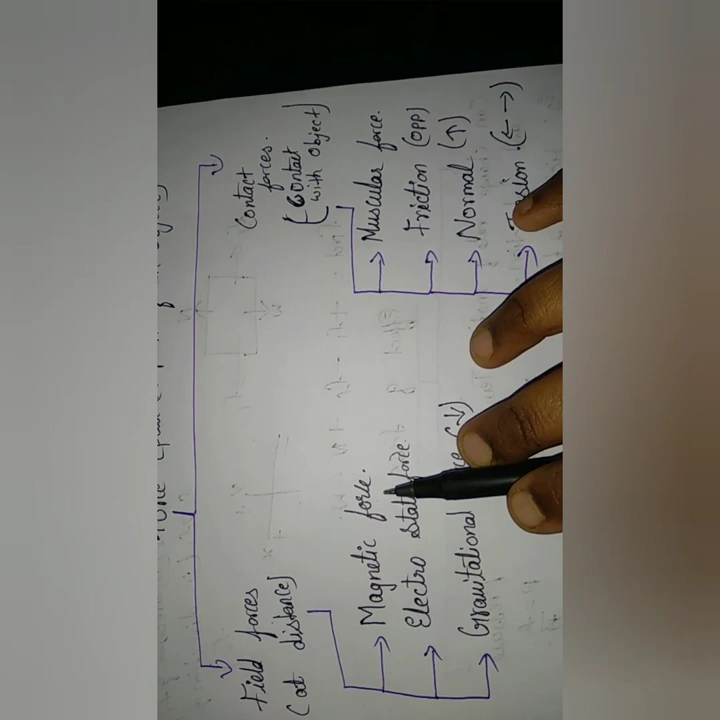 Field forces
(at distance)
Magnetic force.
Electro static force.
Gravitational (↓)
Contact
forces.
(Contact
with object)
Muscular force.
Friction (opp)
Normal (↑)
Tension (← →)